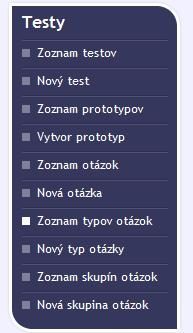 Testy
Zoznam testov
Nový test
Zoznam prototypov
Vytvor prototyp
Zoznam otázok
Nová otázka
Zoznam typov otázok
Nový typ otázky
Zoznam skupín otázok
Nová skupina otázok